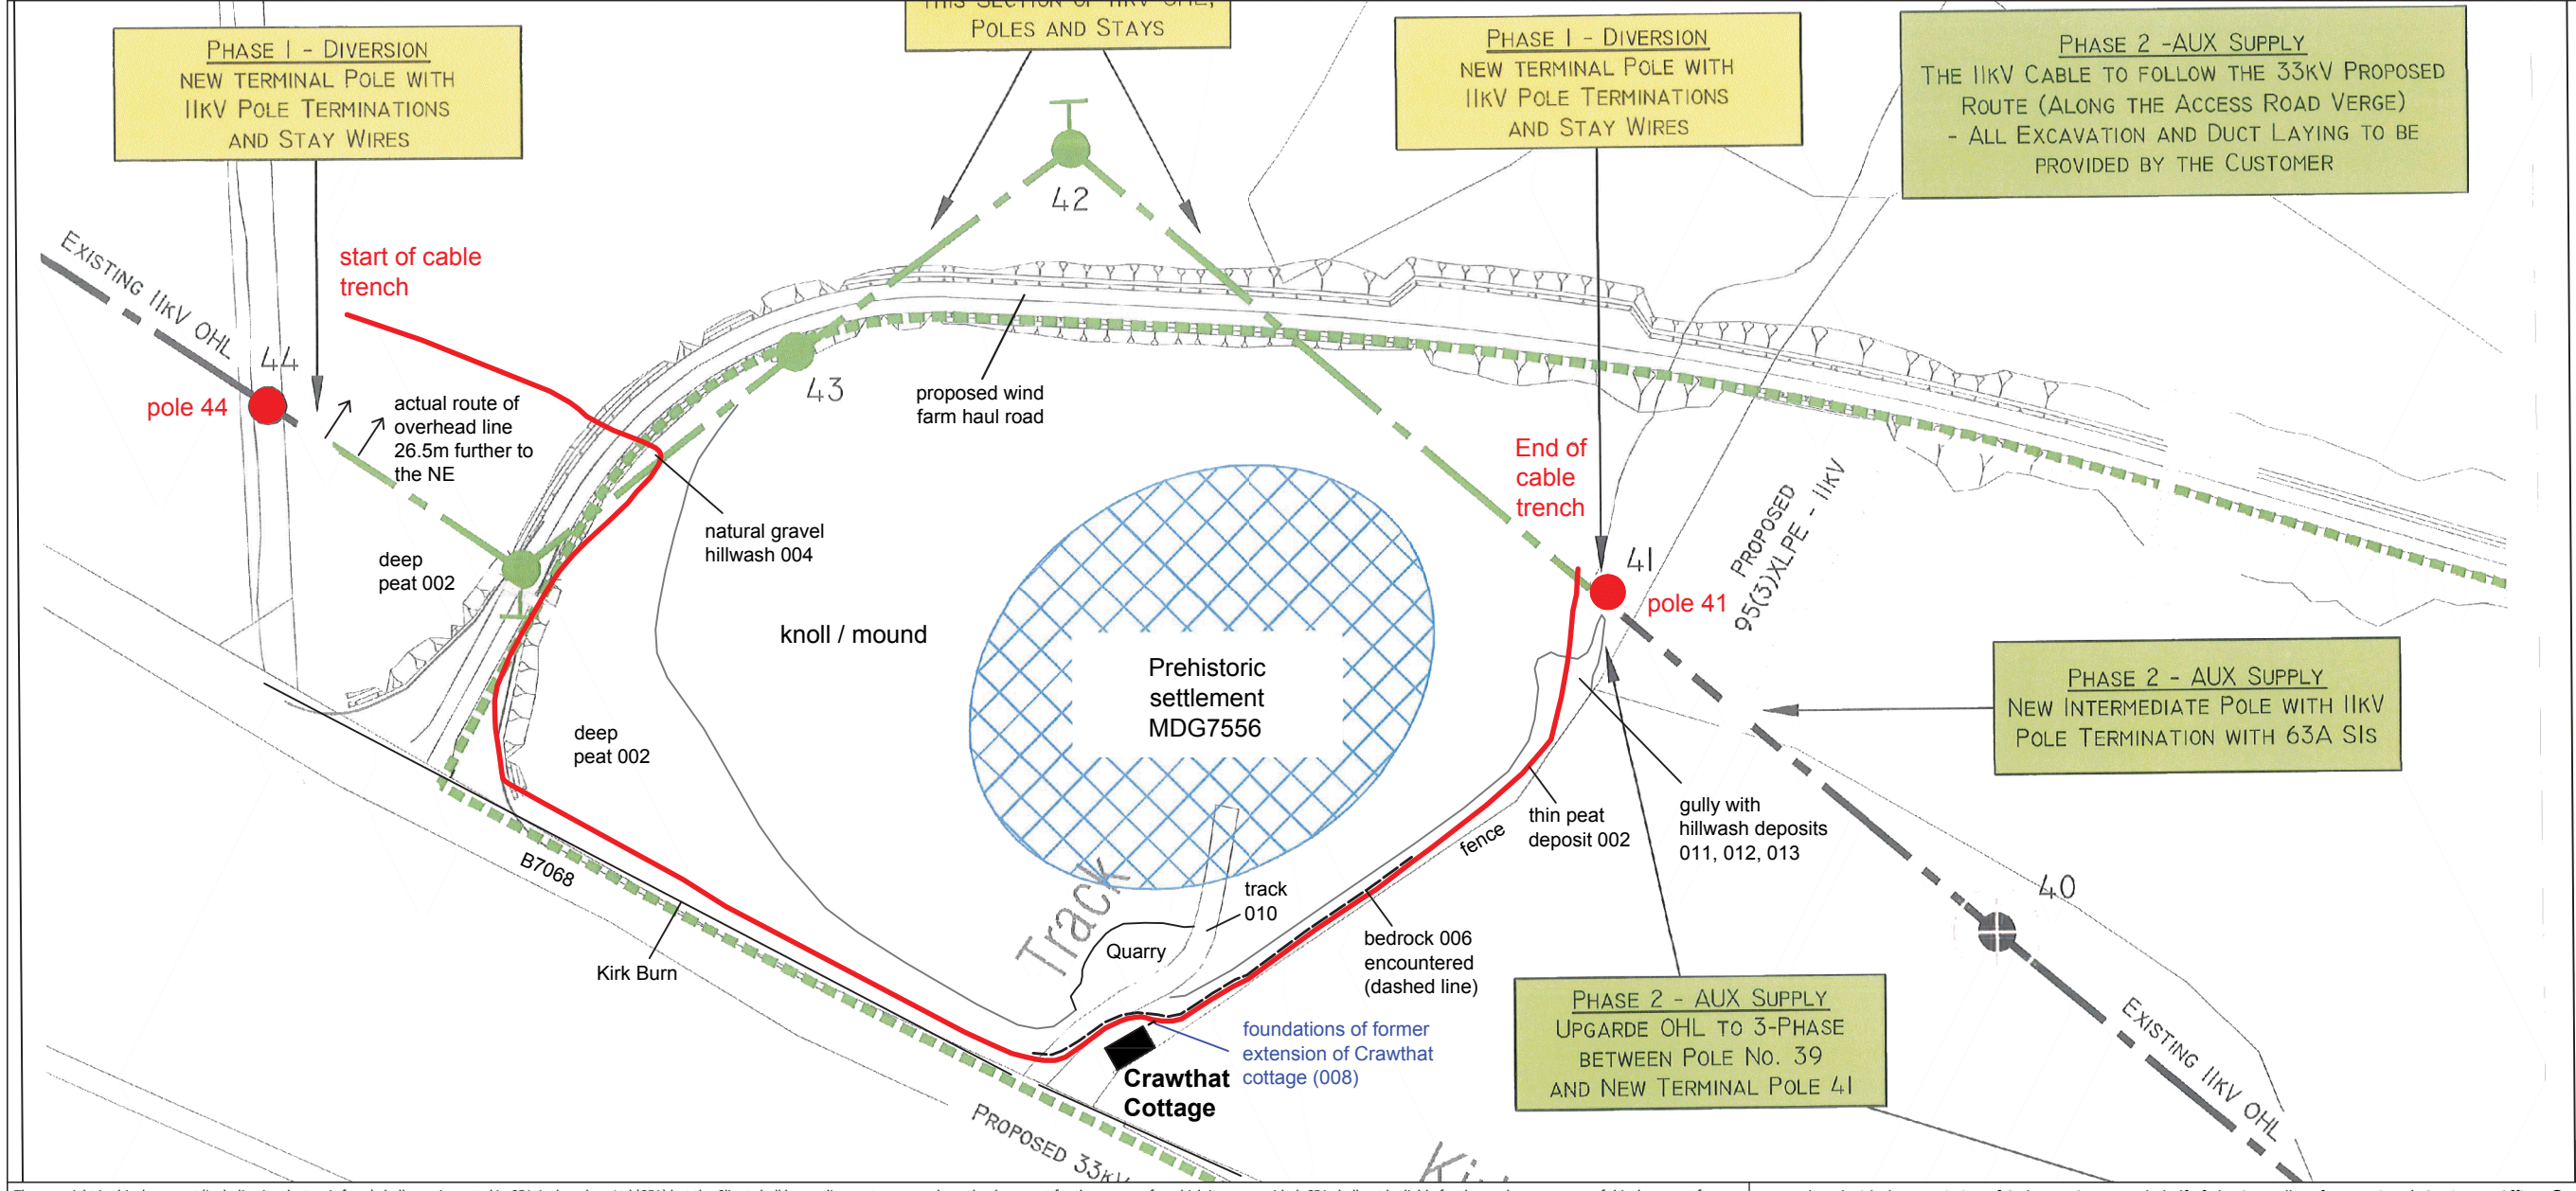 PHASE 1 - DIVERSION
NEW TERMINAL POLE WITH
11KV POLE TERMINATIONS
AND STAY WIRES
THIS SECTION OF 11KV OHL,
POLES AND STAYS
PHASE 1 - DIVERSION
NEW TERMINAL POLE WITH
11KV POLE TERMINATIONS
AND STAY WIRES
PHASE 2 -AUX SUPPLY
THE 11KV CABLE TO FOLLOW THE 33KV PROPOSED
ROUTE (ALONG THE ACCESS ROAD VERGE)
- ALL EXCAVATION AND DUCT LAYING TO BE
PROVIDED BY THE CUSTOMER
42
EXISTING 11KV OHL
start of cable
trench
44
pole 44
actual route of
overhead line
26.5m further to
the NE
43
proposed wind
farm haul road
End of
cable
trench
natural gravel
hillwash 004
deep
peat 002
41
pole 41
PROPOSED
95(3)XLPE - 11KV
knoll / mound
Prehistoric
settlement
MDG7556
PHASE 2 - AUX SUPPLY
NEW INTERMEDIATE POLE WITH 11KV
POLE TERMINATION WITH 63A SIS
deep
peat 002
thin peat
deposit 002
gully with
hillwash deposits
011, 012, 013
fence
B7068
Track
track
010
40
Quarry
Kirk Burn
bedrock 006
encountered
(dashed line)
foundations of former
extension of Crawthat
cottage (008)
Crawthat
Cottage
PHASE 2 - AUX SUPPLY
UPGARDE OHL TO 3-PHASE
BETWEEN POLE NO. 39
AND NEW TERMINAL POLE 41
EXISTING 11KV OHL
PROPOSED 33KV